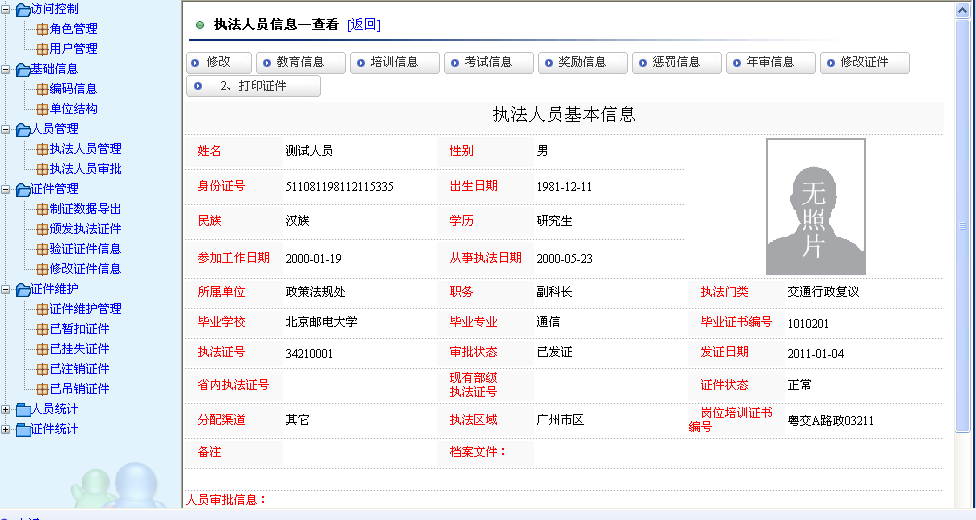 访问控制
角色管理
用户管理
基础信息
编码信息
单位结构
人员管理
执法人员管理
执法人员审批
证件管理
制证数据导出
颁发执法证件
验证证件信息
修改证件信息
证件维护
证件维护管理
已暂扣证件
已挂失证件
已注销证件
已吊销证件
人员统计
证件统计
执法人员信息—查看 [返回]
修改 教育信息 培训信息 考试信息 奖励信息 惩罚信息 年审信息 修改证件
2、打印证件
执法人员基本信息
姓名 测试人员 性别 男
身份证号 511081198112115335 出生日期 1981-12-11
民族 汉族 学历 研究生
参加工作日期 2000-01-19 从事执法日期 2000-05-23
无照片
所属单位 政策法规处 职务 副科长 执法门类 交通行政复议
毕业学校 北京邮电大学 毕业专业 通信 毕业证书编号 1010201
执法证号 34210001 审批状态 已发证 发证日期 2011-01-04
省内执法证号 现有部级执法证号 证件状态 正常
分配渠道 其它 执法区域 广州市区 岗位培训证书编号 粤交A路政03211
备注 档案文件：
人员审批信息：